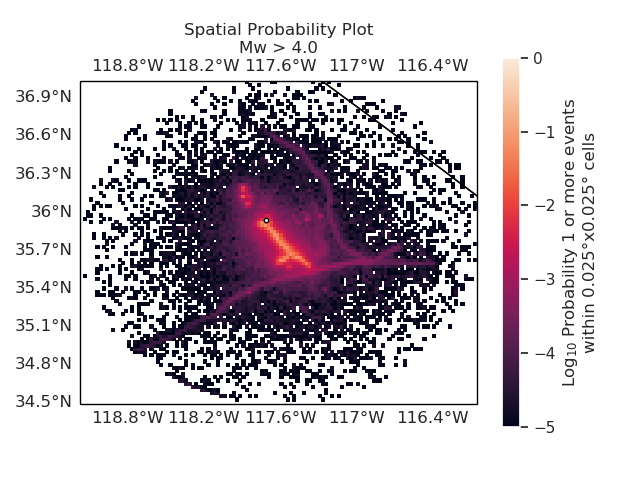 Spatial Probability Plot
Mw > 4.0
118.8°W 118.2°W 117.6°W 117°W 116.4°W
36.9°N
36.6°N
36.3°N
36°N
35.7°N
35.4°N
35.1°N
34.8°N
34.5°N
118.8°W 118.2°W 117.6°W 117°W 116.4°W
0
−1
−2
−3
−4
−5
Log₁₀ Probability 1 or more events
within 0.025°x0.025° cells